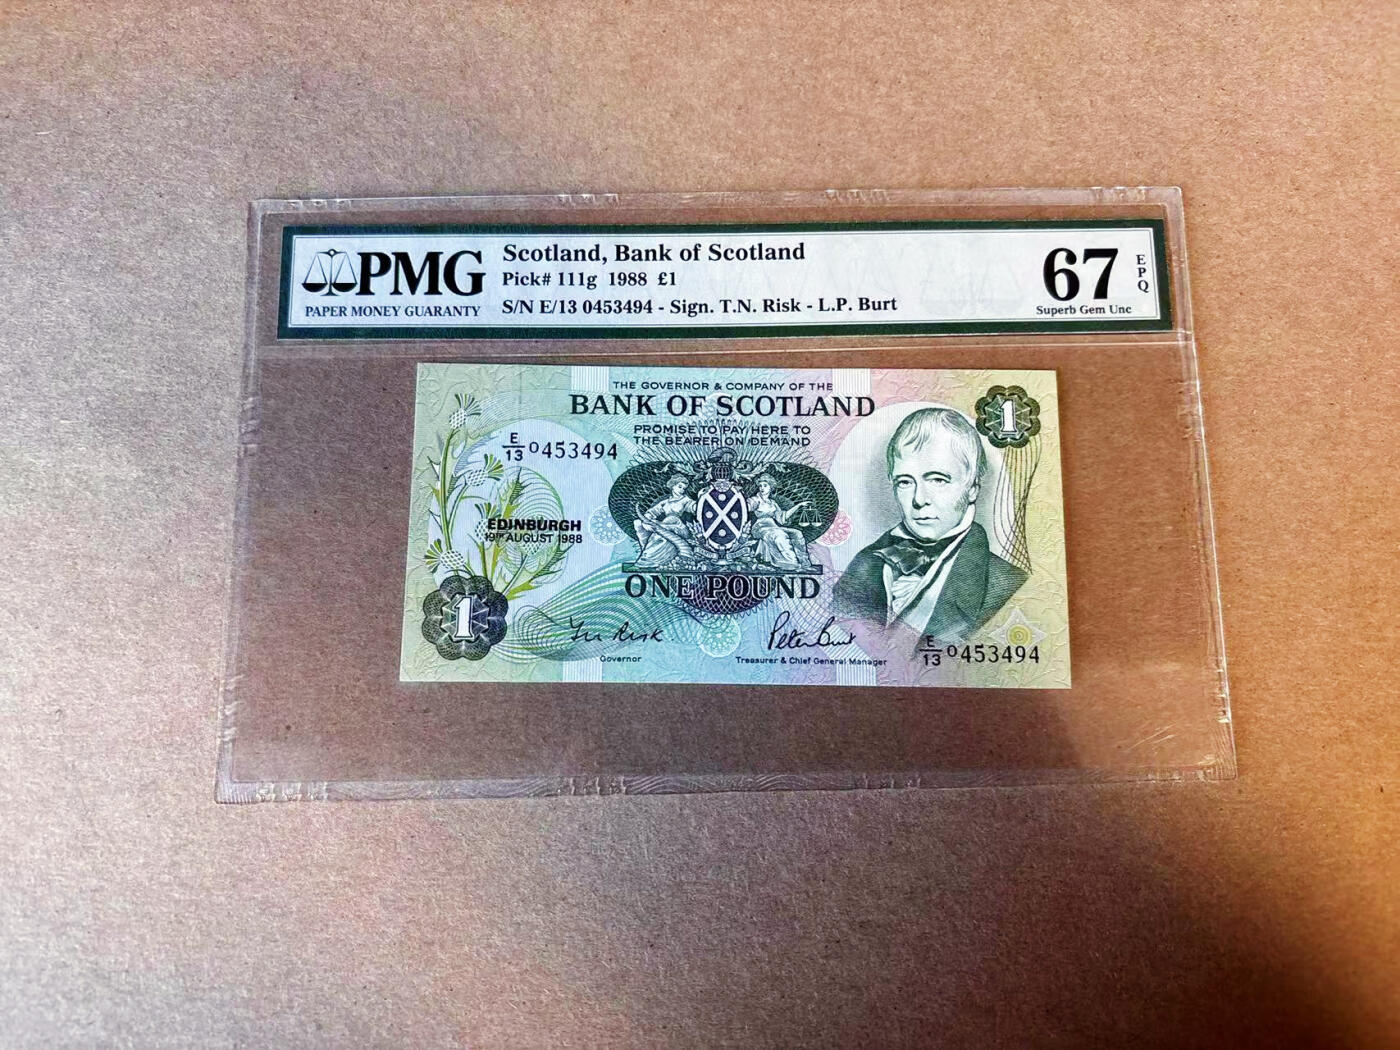 PMG
PAPER MONEY GUARANTY
Scotland, Bank of Scotland
Pick# 111g 1988 £1
S/N E/13 0453494 - Sign. T.N. Risk - L.P. Burt
67
EPQ
Superb Gem Unc
THE GOVERNOR & COMPANY OF THE
BANK OF SCOTLAND
PROMISE TO PAY HERE TO
THE BEARER ON DEMAND
E/13 0453494
1
EDINBURGH
19TH AUGUST 1988
ONE POUND
1
Governor
Peter Burt
Treasurer & Chief General Manager
E/13 0453494